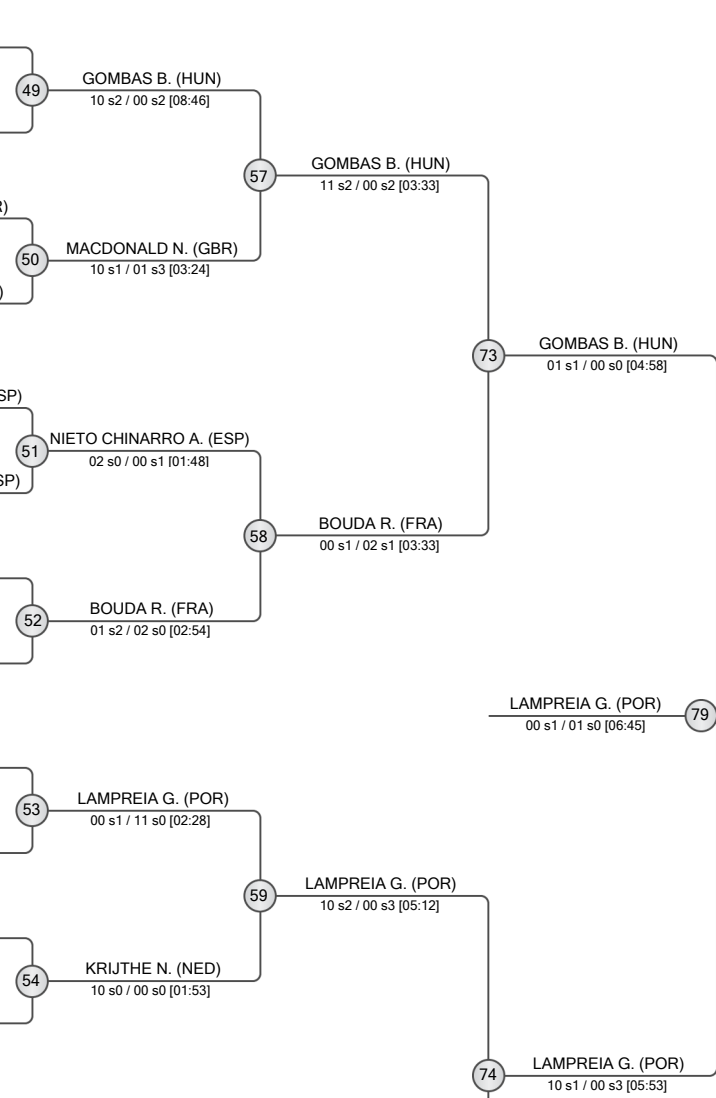 49
GOMBAS B. (HUN)
10 s2 / 00 s2 [08:46]
57
GOMBAS B. (HUN)
11 s2 / 00 s2 [03:33]
)
50
MACDONALD N. (GBR)
10 s1 / 01 s3 [03:24]
)
73
GOMBAS B. (HUN)
01 s1 / 00 s0 [04:58]
SP)
51
NIETO CHINARRO A. (ESP)
02 s0 / 00 s1 [01:48]
SP)
58
BOUDA R. (FRA)
00 s1 / 02 s1 [03:33]
52
BOUDA R. (FRA)
01 s2 / 02 s0 [02:54]
LAMPREIA G. (POR)
00 s1 / 01 s0 [06:45]
79
53
LAMPREIA G. (POR)
00 s1 / 11 s0 [02:28]
59
LAMPREIA G. (POR)
10 s2 / 00 s3 [05:12]
54
KRIJTHE N. (NED)
10 s0 / 00 s0 [01:53]
74
LAMPREIA G. (POR)
10 s1 / 00 s3 [05:53]